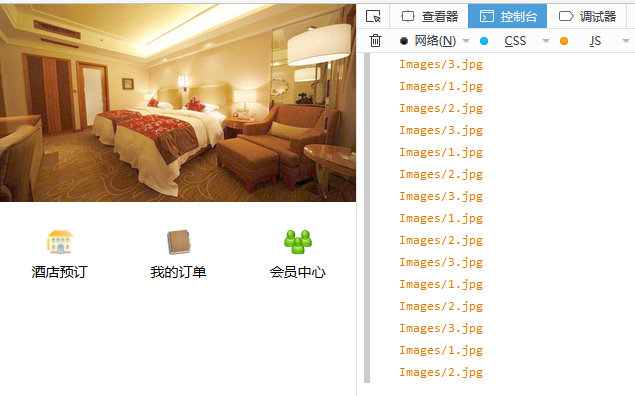 查看器 控制台 调试器
网络(N) CSS JS
Images/3.jpg
Images/1.jpg
Images/2.jpg
Images/3.jpg
Images/1.jpg
Images/2.jpg
Images/3.jpg
Images/1.jpg
Images/2.jpg
Images/3.jpg
Images/1.jpg
Images/2.jpg
Images/3.jpg
Images/1.jpg
Images/2.jpg
酒店预订 我的订单 会员中心